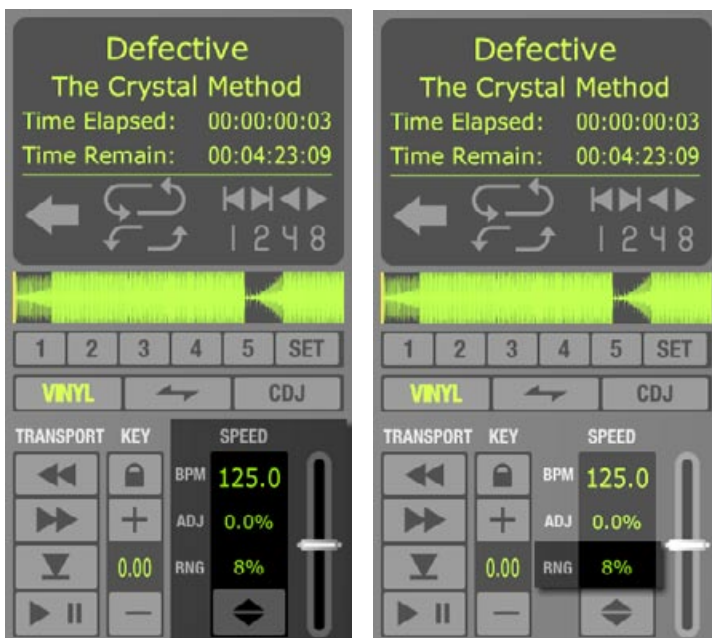 Defective
The Crystal Method
Time Elapsed: 00:00:00:03
Time Remain: 00:04:23:09
1 2 4 8
1 2 3 4 5 SET
VINYL CDJ
TRANSPORT KEY SPEED
BPM 125.0
ADJ 0.0%
0.00 RNG 8%
Defective
The Crystal Method
Time Elapsed: 00:00:00:03
Time Remain: 00:04:23:09
1 2 4 8
1 2 3 4 5 SET
VINYL CDJ
TRANSPORT KEY SPEED
BPM 125.0
ADJ 0.0%
0.00 RNG 8%